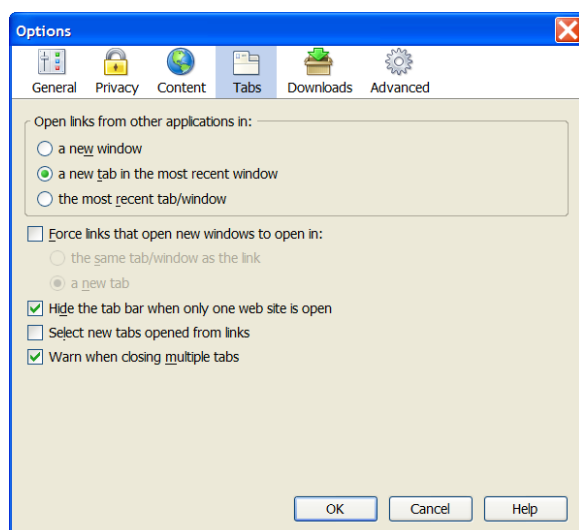 Options
General Privacy Content Tabs Downloads Advanced
Open links from other applications in:
a new window
a new tab in the most recent window
the most recent tab/window
Force links that open new windows to open in:
the same tab/window as the link
a new tab
Hide the tab bar when only one web site is open
Select new tabs opened from links
Warn when closing multiple tabs
OK Cancel Help